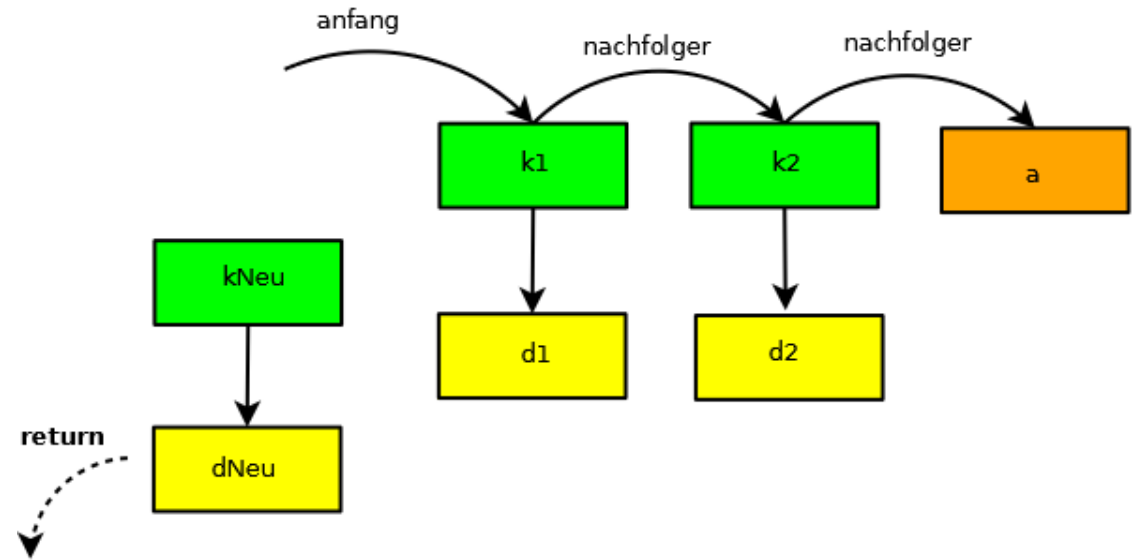 anfang
nachfolger
nachfolger
k1
k2
a
kNeu
d1
d2
return
dNeu